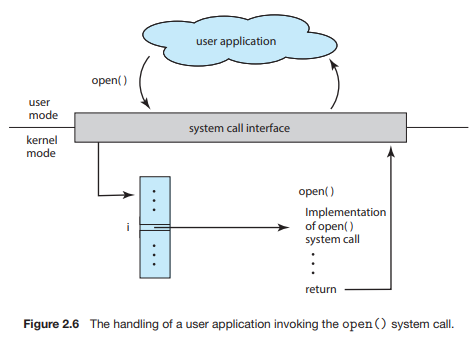 user application
open()
user
mode
system call interface
kernel
mode
i
open()
Implementation
of open()
system call
return
Figure 2.6 The handling of a user application invoking the open() system call.